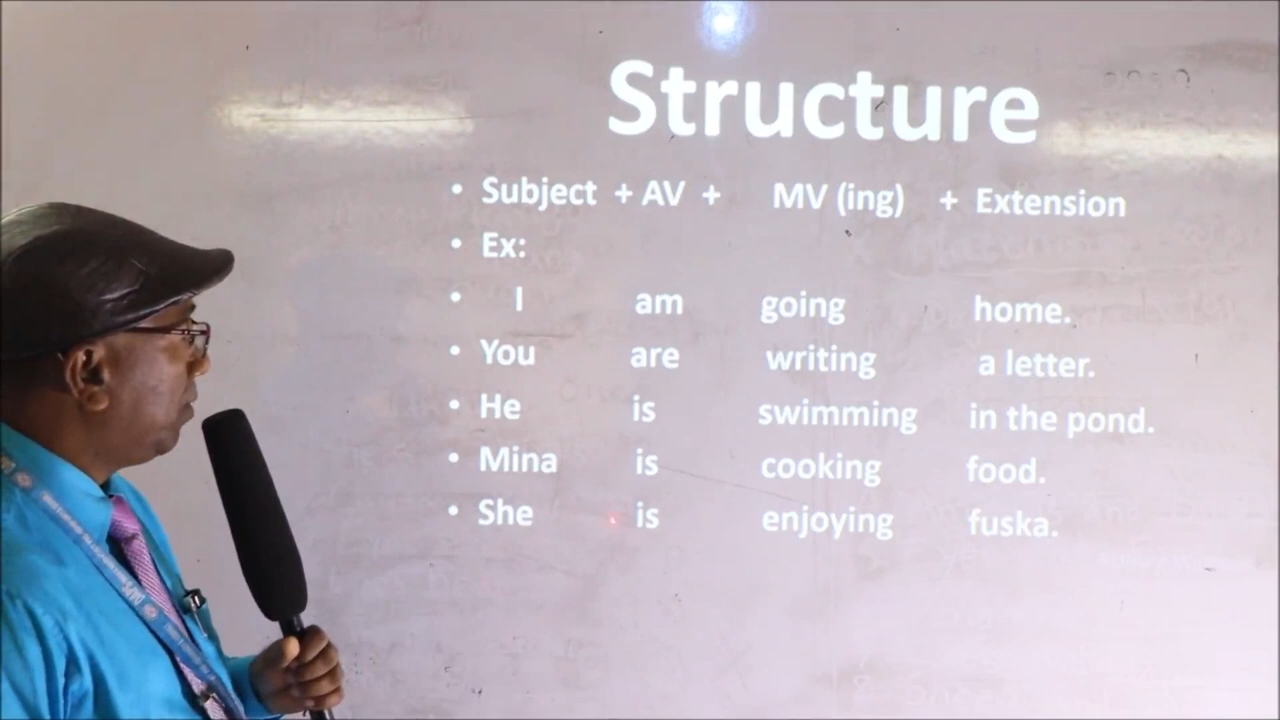 Structure
• Subject + AV + MV (ing) + Extension
• Ex:
• I am going home.
• You are writing a letter.
• He is swimming in the pond.
• Mina is cooking food.
• She is enjoying fuska.